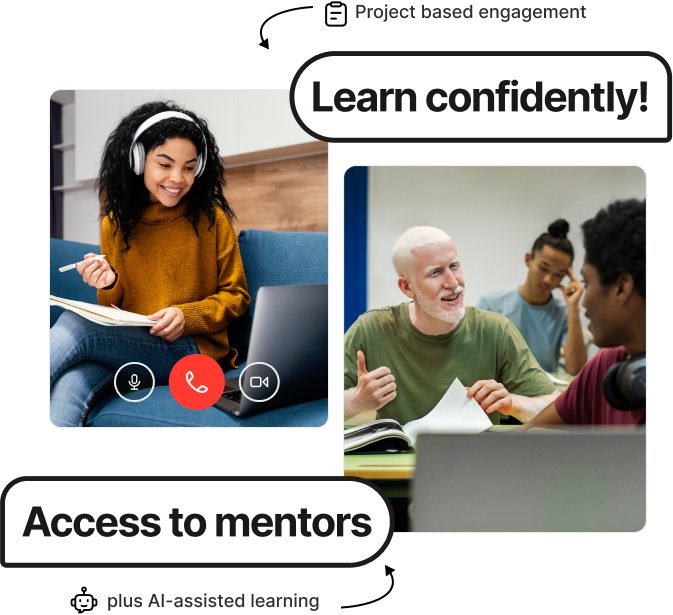 Project based engagement
Learn confidently!
Access to mentors
plus AI-assisted learning